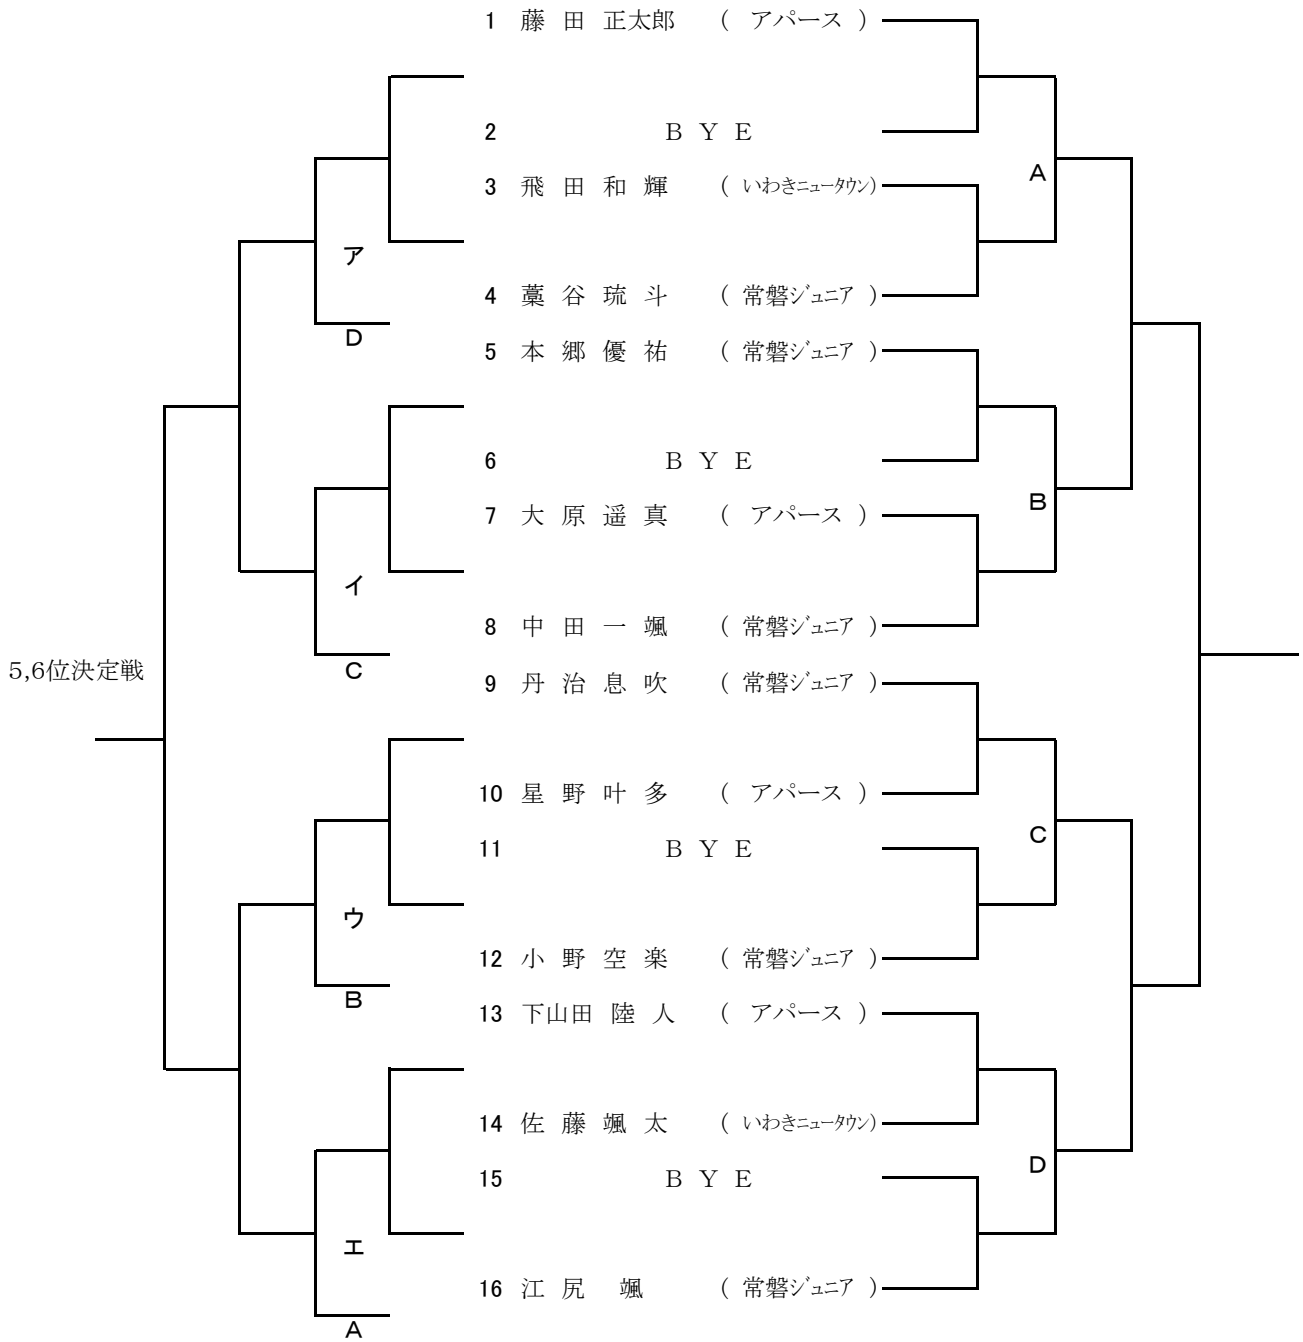 1 藤 田 正太郎 ( アパース )
2 B Y E
A
3 飛 田 和 輝 ( いわきニュータウン)
ア
4 藁 谷 琉 斗 ( 常磐ジュニア )
D
5 本 郷 優 祐 ( 常磐ジュニア )
6 B Y E
B
7 大 原 遥 真 ( アパース )
イ
8 中 田 一 颯 ( 常磐ジュニア )
5,6位決定戦
C
9 丹 治 息 吹 ( 常磐ジュニア )
10 星 野 叶 多 ( アパース )
C
11 B Y E
ウ
12 小 野 空 楽 ( 常磐ジュニア )
B
13 下山田 陸 人 ( アパース )
14 佐 藤 颯 太 ( いわきニュータウン)
D
15 B Y E
エ
16 江 尻 颯 ( 常磐ジュニア )
A